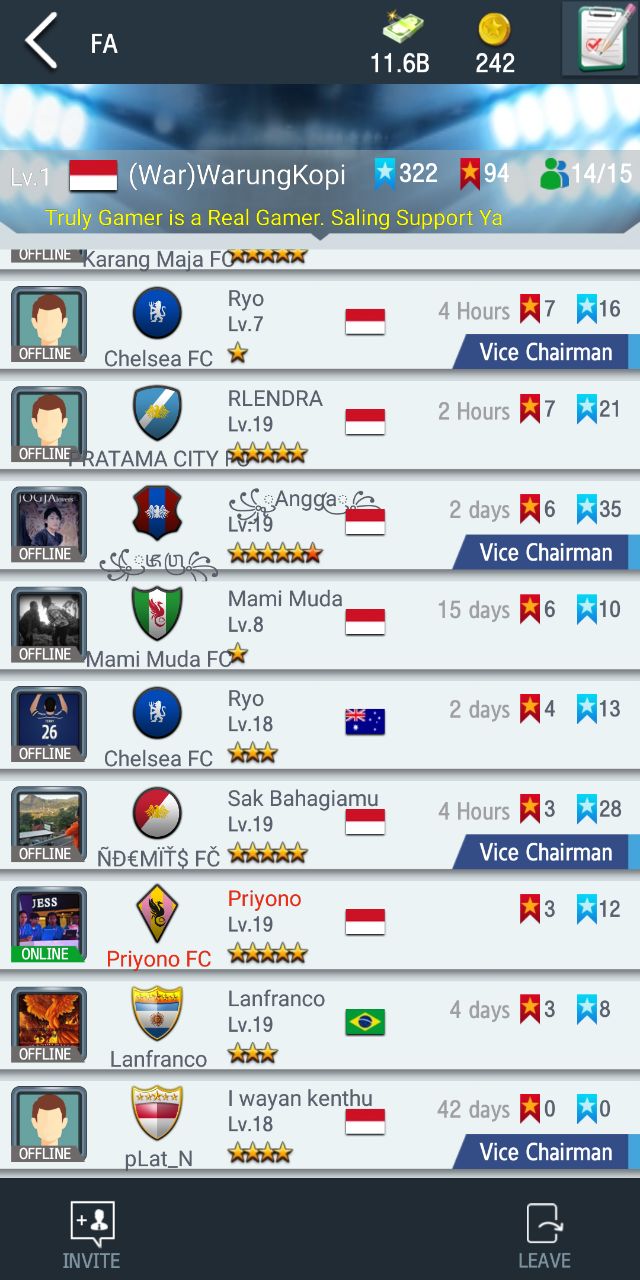 FA
11.6B
242
Lv.1
(War)WarungKopi
322
94
14/15
Truly Gamer is a Real Gamer. Saling Support Ya
OFFLINE
Karang Maja FC
Ryo
Lv.7
4 Hours
7
16
OFFLINE
Chelsea FC
Vice Chairman
RLENDRA
Lv.19
2 Hours
7
21
OFFLINE
PRATAMA CITY FC
JOGJA
Angga
Lv.19
2 days
6
35
OFFLINE
Vice Chairman
Mami Muda
Lv.8
15 days
6
10
OFFLINE
Mami Muda FC
Ryo
Lv.18
2 days
4
13
26
OFFLINE
Chelsea FC
Sak Bahagiamu
Lv.19
4 Hours
3
28
OFFLINE
ÑĐ€MÏŤ$ FČ
Vice Chairman
JESS
Priyono
Lv.19
3
12
ONLINE
Priyono FC
Lanfranco
Lv.19
4 days
3
8
OFFLINE
Lanfranco
I wayan kenthu
Lv.18
42 days
0
0
OFFLINE
pLat_N
Vice Chairman
INVITE
LEAVE